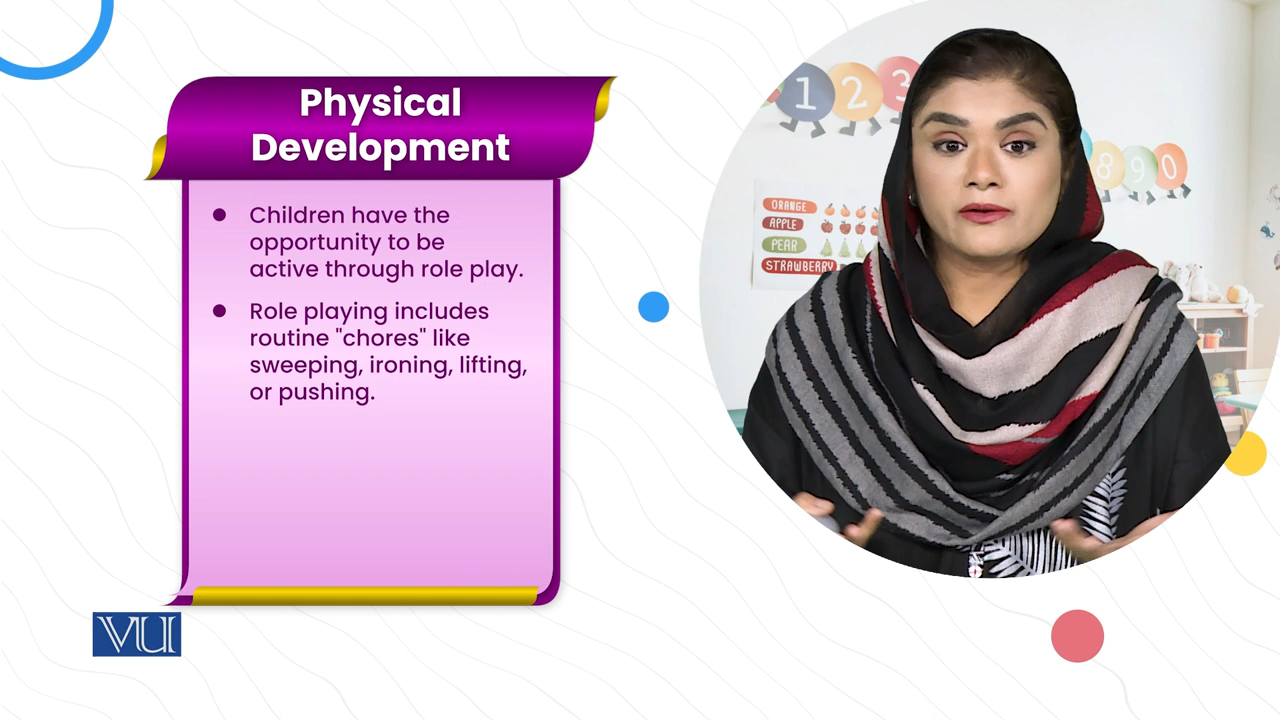 Physical
Development
Children have the
opportunity to be
active through role play.
Role playing includes
routine "chores" like
sweeping, ironing, lifting,
or pushing.
VU
1 2 3
8 9 0
ORANGE
APPLE
PEAR
STRAWBERRY